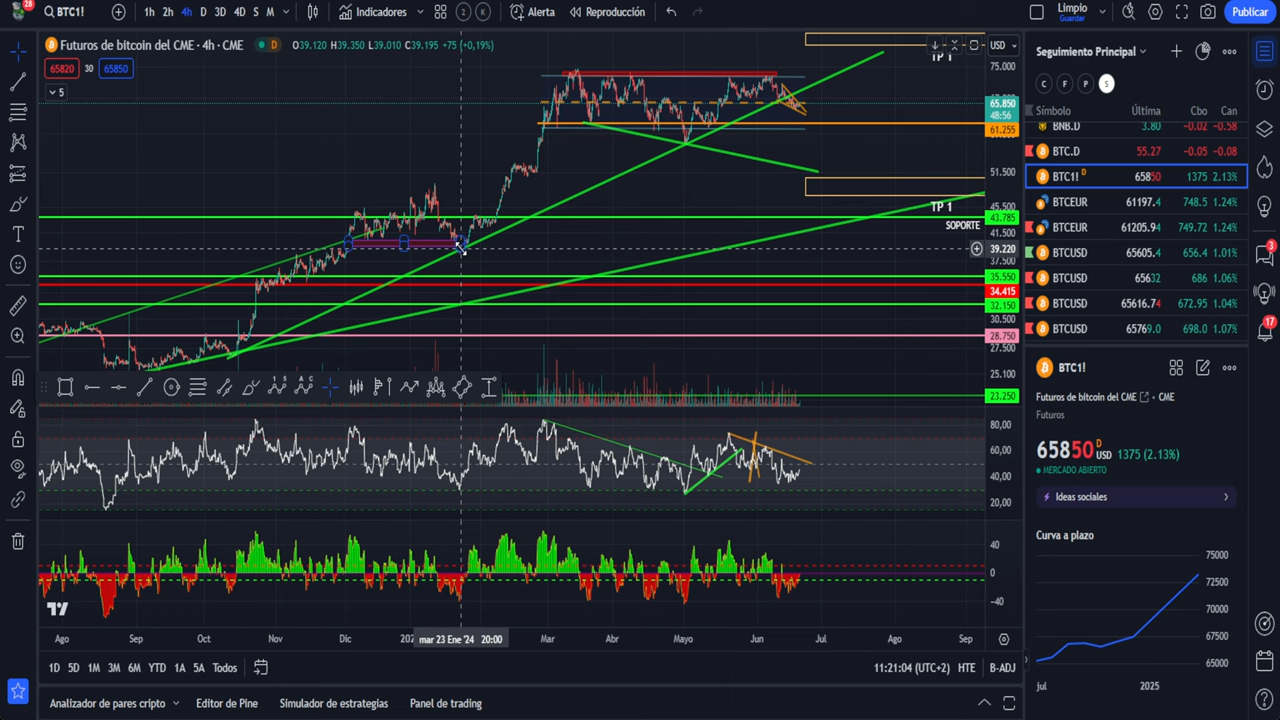 28
BTC1!
1h 2h 4h D 3D 4D S M
Indicadores
2 K
Alerta
Reproducción
Limpio
Guardar
Publicar
Futuros de bitcoin del CME · 4h · CME
D
O39.120 H39.350 L39.010 C39.195 +75 (+0,19%)
65820 30 65850
5
USD
TP 1
75.000
65.850
48:56
61.255
51.500
45.500
TP 1
43.785
SOPORTE
41.500
39.220
37.500
35.550
34.415
32.150
30.500
28.750
27.500
25.100
23.250
80,00
60,00
40,00
20,00
40
0
−40
Ago Sep Oct Nov Dic 202 mar 23 Ene '24 20:00 Mar Abr Mayo Jun Jul Ago Sep
1D 5D 1M 3M 6M YTD 1A 5A Todos
11:21:04 (UTC+2) HTE B-ADJ
Analizador de pares cripto Editor de Pine Simulador de estrategias Panel de trading
Seguimiento Principal
C F P S
Símbolo Última Cbo Can
BNB.D 3.80 −0.02 −0.58
BTC.D 55.27 −0.05 −0.08
BTC1! D 65850 1375 2.13%
BTCEUR 61197.4 748.5 1.24%
BTCEUR 61205.94 749.72 1.24%
BTCUSD 65605.4 656.4 1.01%
BTCUSD 65632 686 1.06%
BTCUSD 65616.74 672.95 1.04%
BTCUSD 65769.0 698.0 1.07%
BTC1!
Futuros de bitcoin del CME · CME
Futuros
65850 D USD 1375 (2.13%)
MERCADO ABIERTO
Ideas sociales
Curva a plazo
75000
72500
70000
67500
65000
jul 2025
3
17